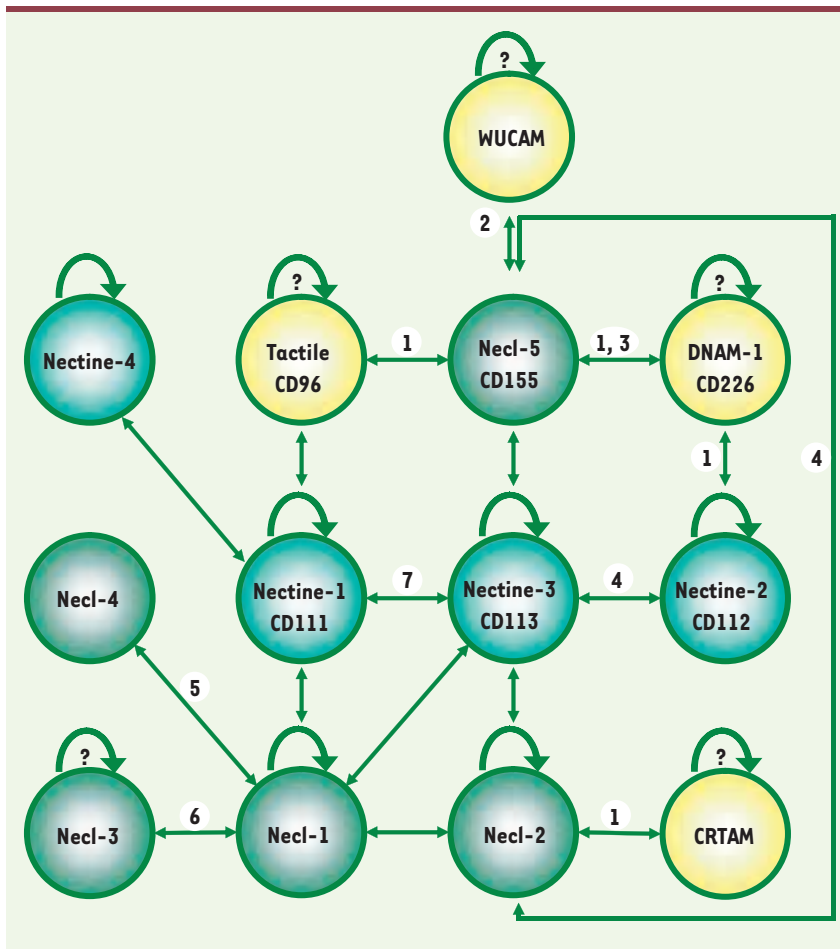 ?
WUCAM
2
?
?
Nectine-4
Tactile
CD96
1
Necl-5
CD155
1, 3
DNAM-1
CD226
1
4
Necl-4
Nectine-1
CD111
7
Nectine-3
CD113
4
Nectine-2
CD112
5
?
?
Necl-3
6
Necl-1
Necl-2
1
CRTAM